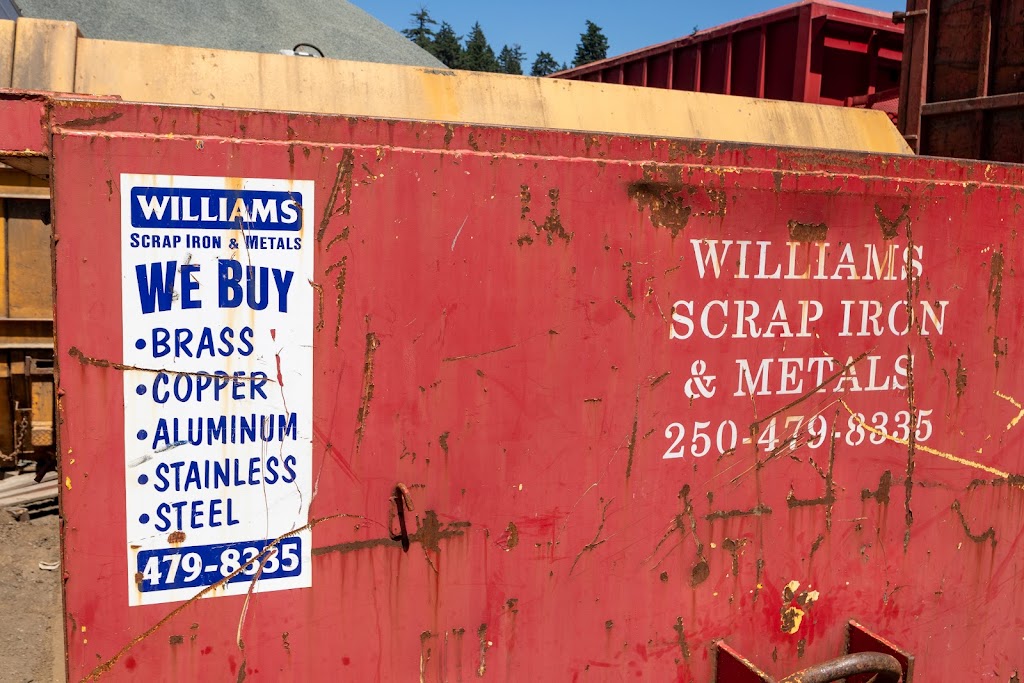 WILLIAMS
SCRAP IRON & METALS
WE BUY
•BRASS
•COPPER
•ALUMINUM
•STAINLESS
•STEEL
479-8335
WILLIAMS
SCRAP IRON
& METALS
250-479-8335